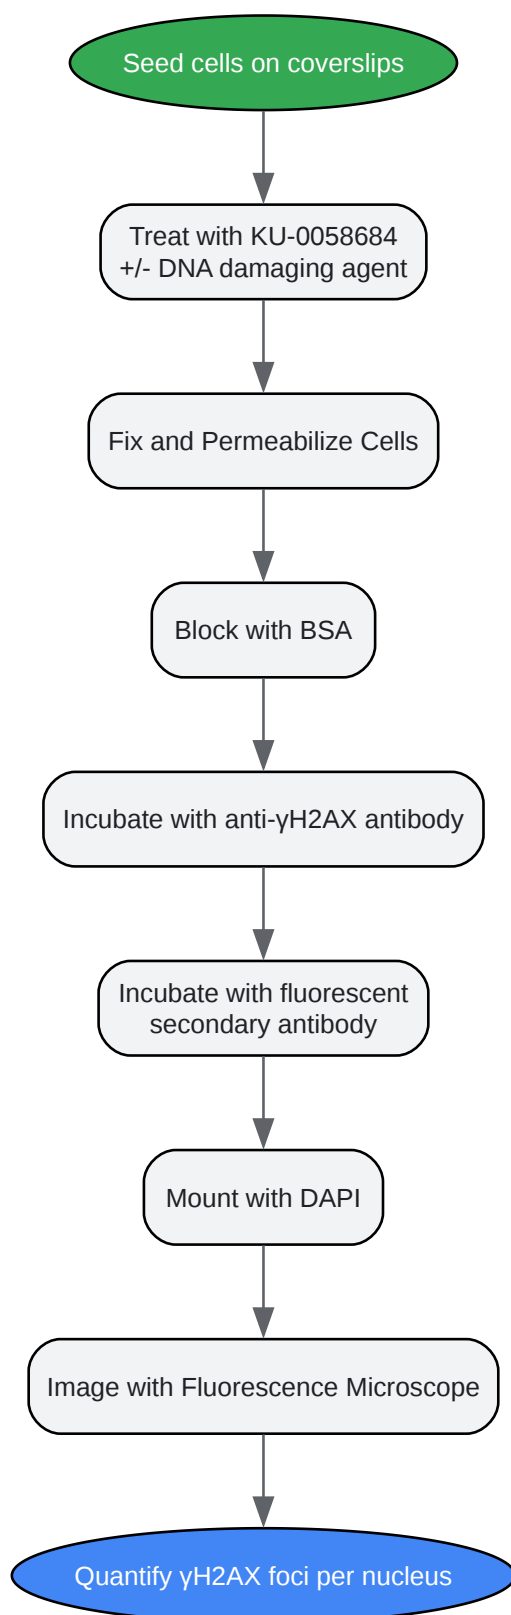 Seed cells on coverslips
Treat with KU-0058684
+/- DNA damaging agent
Fix and Permeabilize Cells
Block with BSA
Incubate with anti-γH2AX antibody
Incubate with fluorescent
secondary antibody
Mount with DAPI
Image with Fluorescence Microscope
Quantify γH2AX foci per nucleus